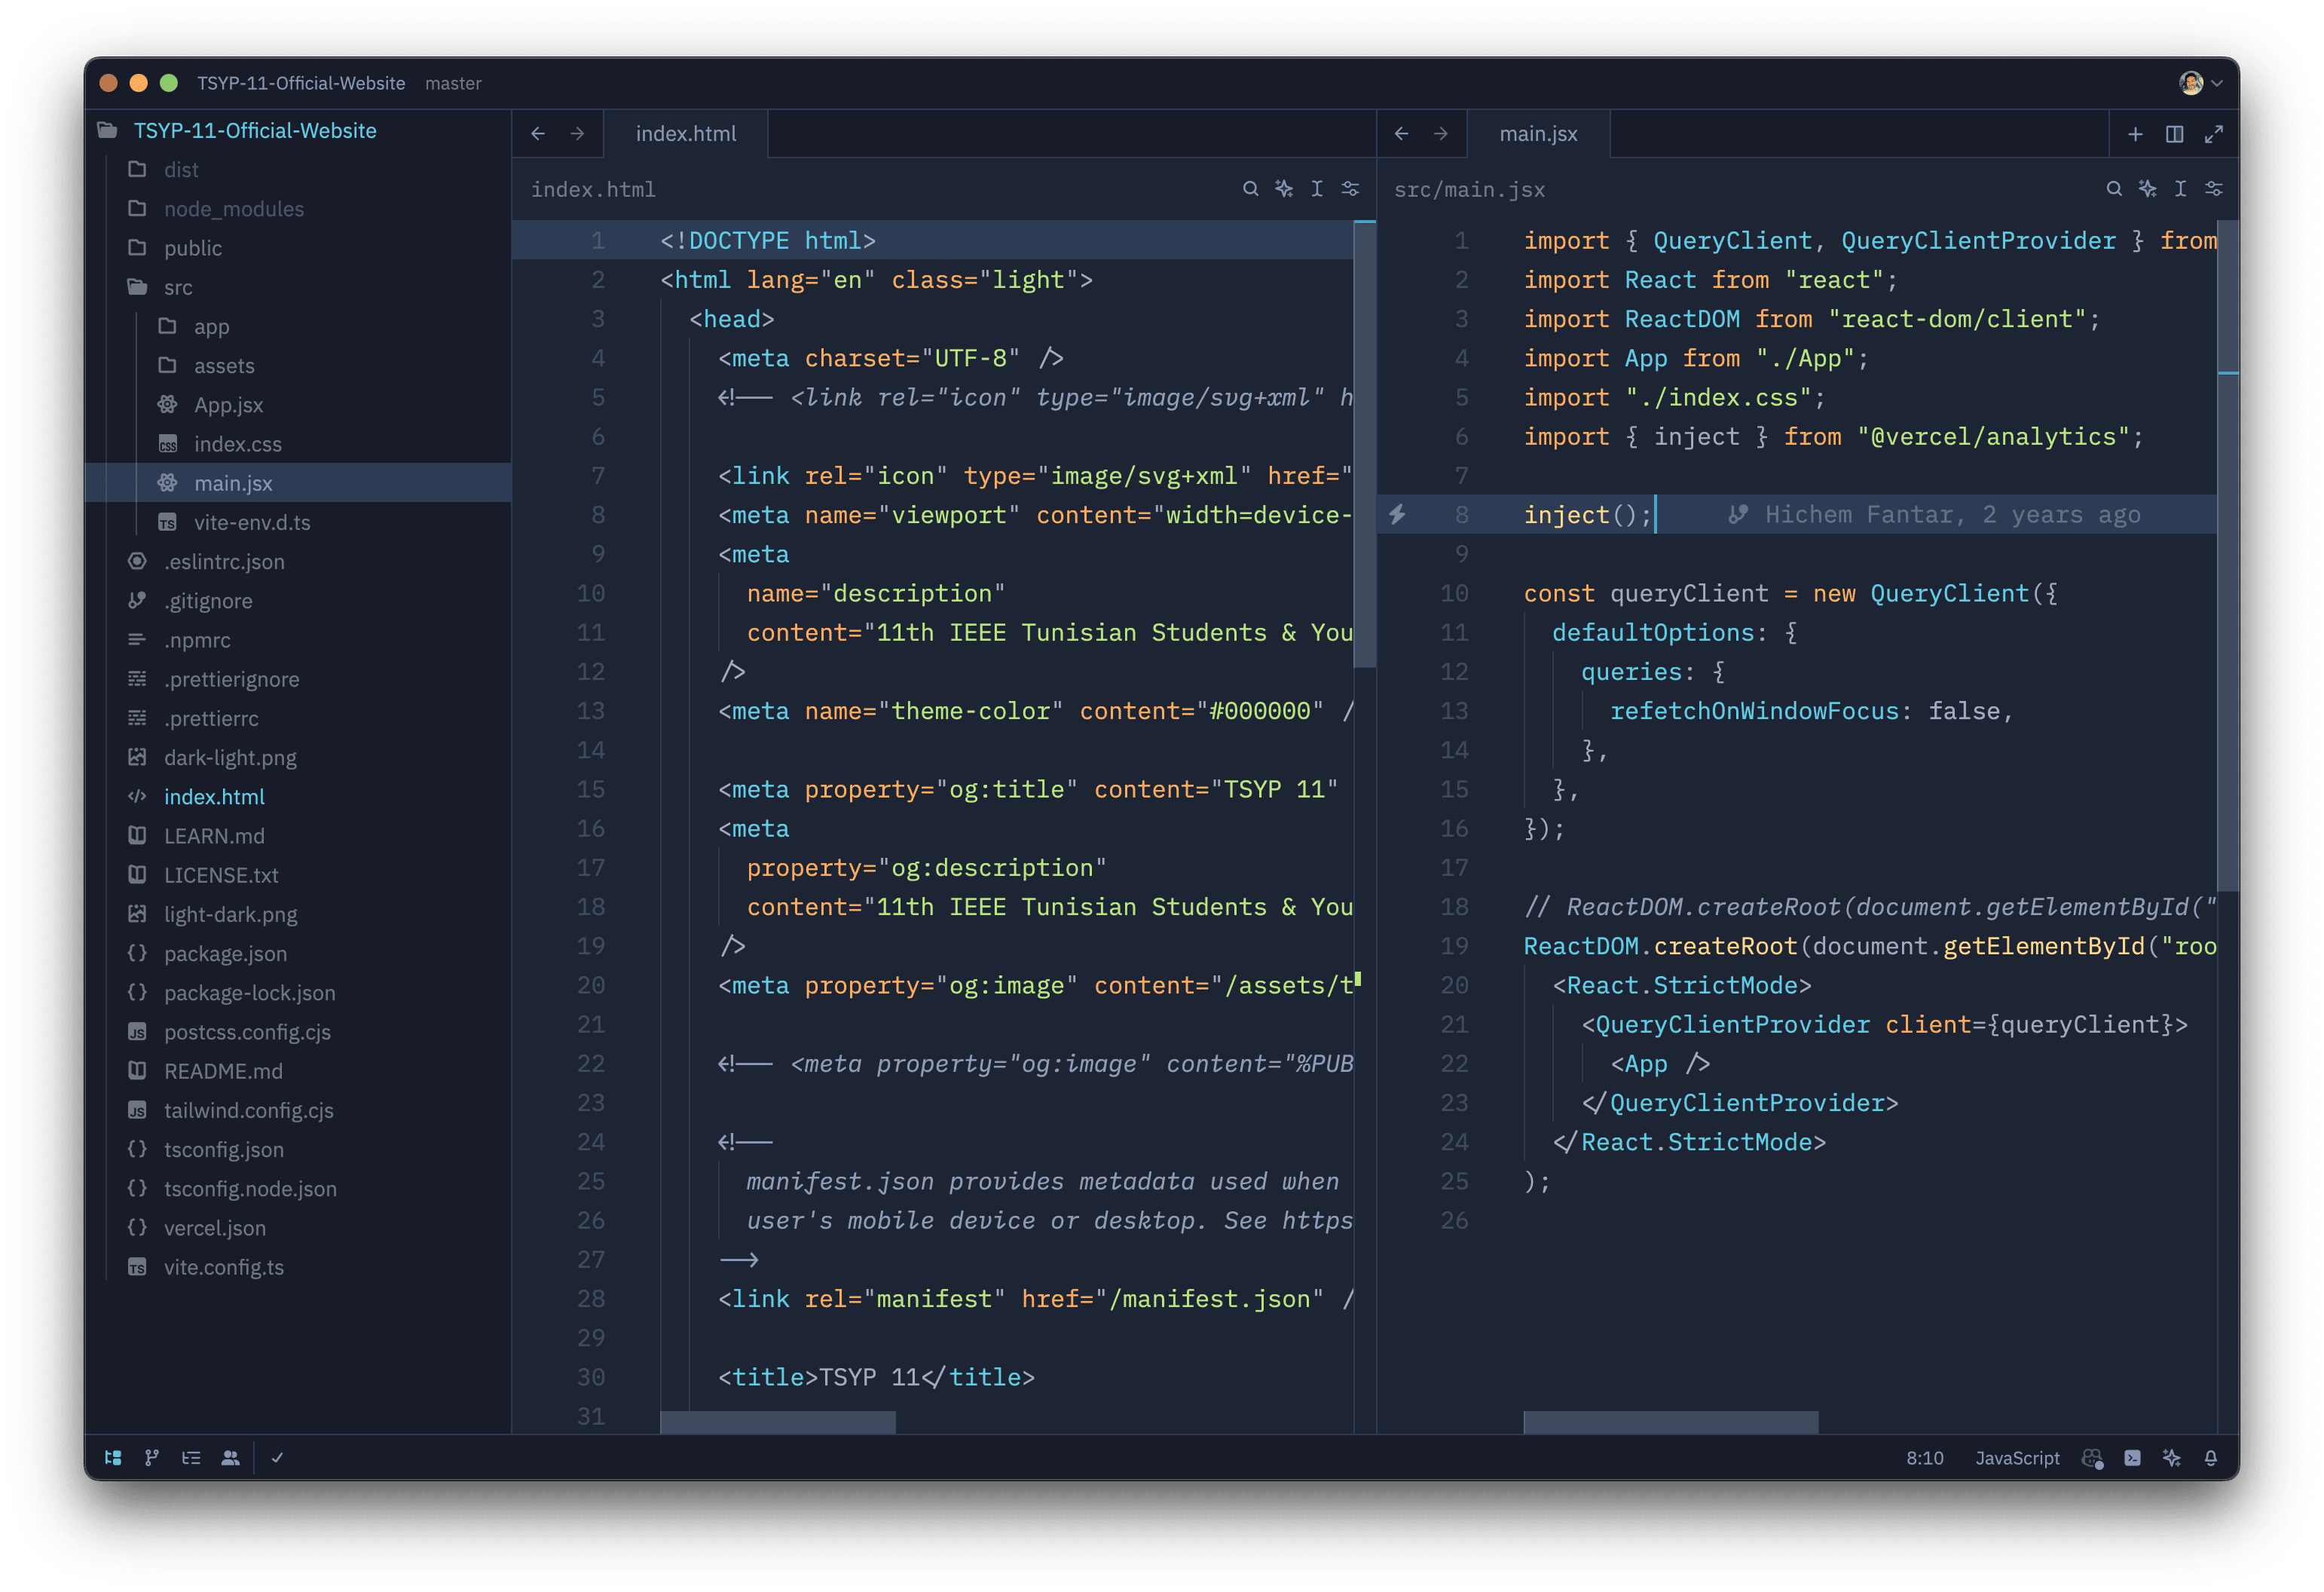 TSYP-11-Official-Website master
TSYP-11-Official-Website
dist
node_modules
public
src
app
assets
App.jsx
index.css
main.jsx
vite-env.d.ts
.eslintrc.json
.gitignore
.npmrc
.prettierignore
.prettierrc
dark-light.png
index.html
LEARN.md
LICENSE.txt
light-dark.png
package.json
package-lock.json
postcss.config.cjs
README.md
tailwind.config.cjs
tsconfig.json
tsconfig.node.json
vercel.json
vite.config.ts
index.html
index.html
1 <!DOCTYPE html>
2 <html lang="en" class="light">
3 <head>
4 <meta charset="UTF-8" />
5 <!-- <link rel="icon" type="image/svg+xml" h
6
7 <link rel="icon" type="image/svg+xml" href="
8 <meta name="viewport" content="width=device-
9 <meta
10 name="description"
11 content="11th IEEE Tunisian Students & You
12 />
13 <meta name="theme-color" content="#000000" /
14
15 <meta property="og:title" content="TSYP 11"
16 <meta
17 property="og:description"
18 content="11th IEEE Tunisian Students & You
19 />
20 <meta property="og:image" content="/assets/t
21
22 <!-- <meta property="og:image" content="%PUB
23
24 <!--
25 manifest.json provides metadata used when
26 user's mobile device or desktop. See https
27 -->
28 <link rel="manifest" href="/manifest.json" /
29
30 <title>TSYP 11</title>
31
main.jsx
src/main.jsx
1 import { QueryClient, QueryClientProvider } from
2 import React from "react";
3 import ReactDOM from "react-dom/client";
4 import App from "./App";
5 import "./index.css";
6 import { inject } from "@vercel/analytics";
7
8 inject(); Hichem Fantar, 2 years ago
9
10 const queryClient = new QueryClient({
11 defaultOptions: {
12 queries: {
13 refetchOnWindowFocus: false,
14 },
15 },
16 });
17
18 // ReactDOM.createRoot(document.getElementById("
19 ReactDOM.createRoot(document.getElementById("roo
20 <React.StrictMode>
21 <QueryClientProvider client={queryClient}>
22 <App />
23 </QueryClientProvider>
24 </React.StrictMode>
25 );
26
8:10 JavaScript